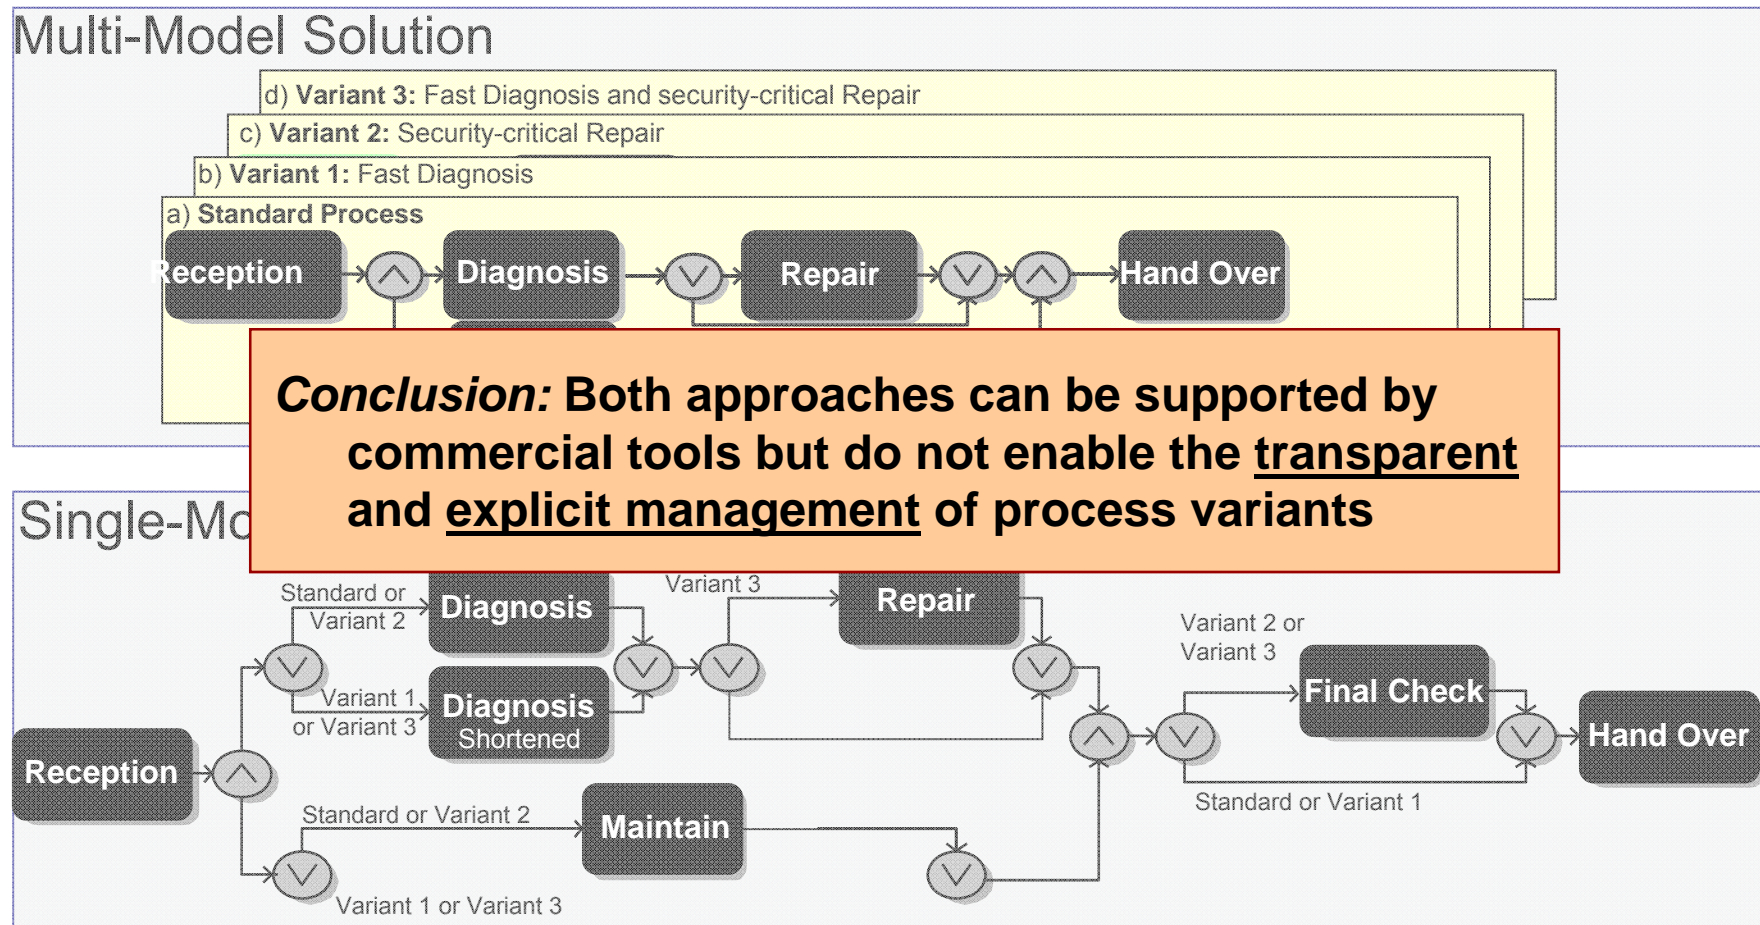 Multi-Model Solution
d) Variant 3: Fast Diagnosis and security-critical Repair
c) Variant 2: Security-critical Repair
b) Variant 1: Fast Diagnosis
a) Standard Process
Reception
Diagnosis
Repair
Hand Over
Conclusion: Both approaches can be supported by
commercial tools but do not enable the transparent
and explicit management of process variants
Single-Mo
Standard or
Variant 2
Diagnosis
Variant 3
Repair
Variant 2 or
Variant 3
Final Check
Variant 1
or Variant 3
Diagnosis
Shortened
Hand Over
Reception
Standard or Variant 1
Standard or Variant 2
Maintain
Variant 1 or Variant 3